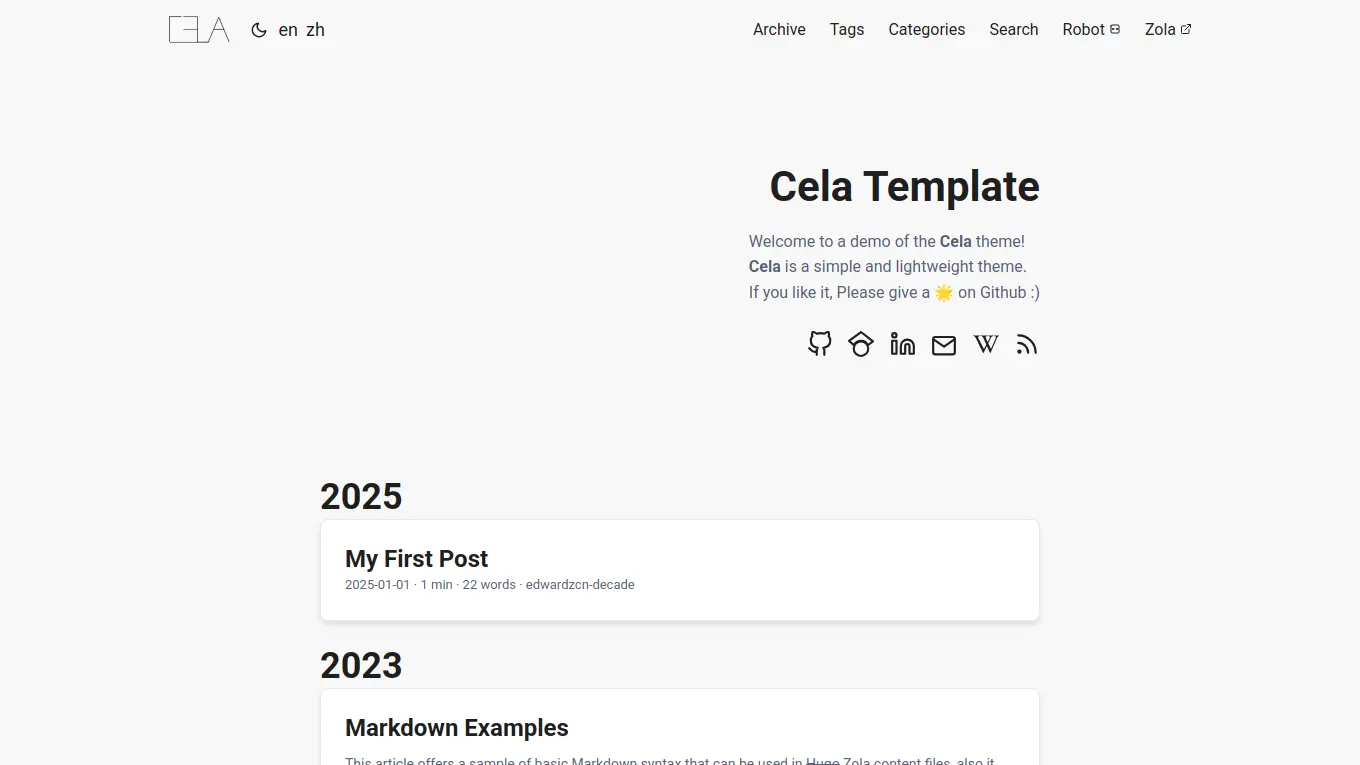 CELA en zh Archive Tags Categories Search Robot Zola
Cela Template
Welcome to a demo of the Cela theme!
Cela is a simple and lightweight theme.
If you like it, Please give a 🌟 on Github :)
W
2025
My First Post
2025-01-01 · 1 min · 22 words · edwardzcn-decade
2023
Markdown Examples
This article offers a sample of basic Markdown syntax that can be used in Hugo Zola content files, also it